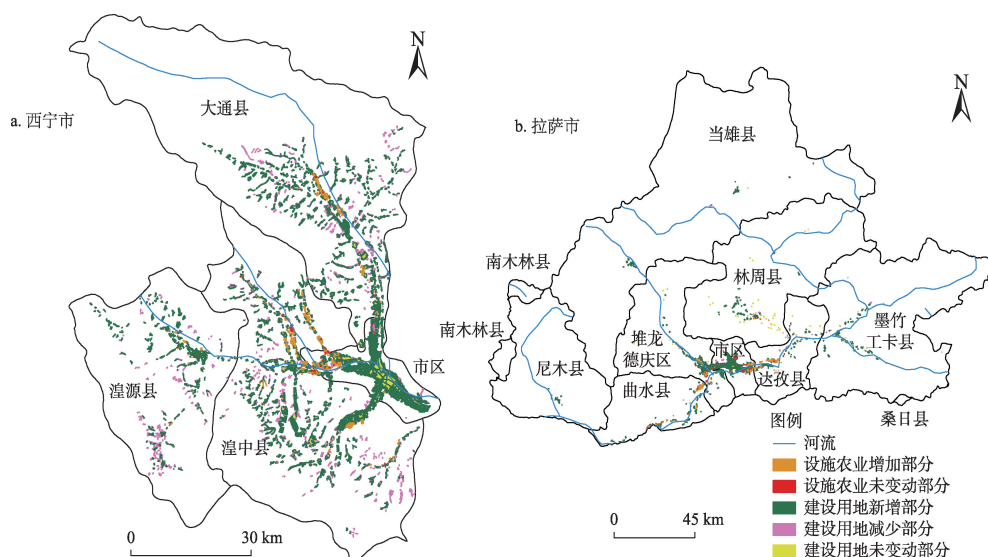 a. 西宁市
N
大通县
市区
湟源县
湟中县
0 30 km
b. 拉萨市
N
当雄县
南木林县
林周县
南木林县
墨竹
工卡县
堆龙
德庆区
市区
尼木县
曲水县
达孜县
桑日县
图例
河流
设施农业增加部分
设施农业未变动部分
建设用地新增部分
建设用地减少部分
建设用地未变动部分
0 45 km